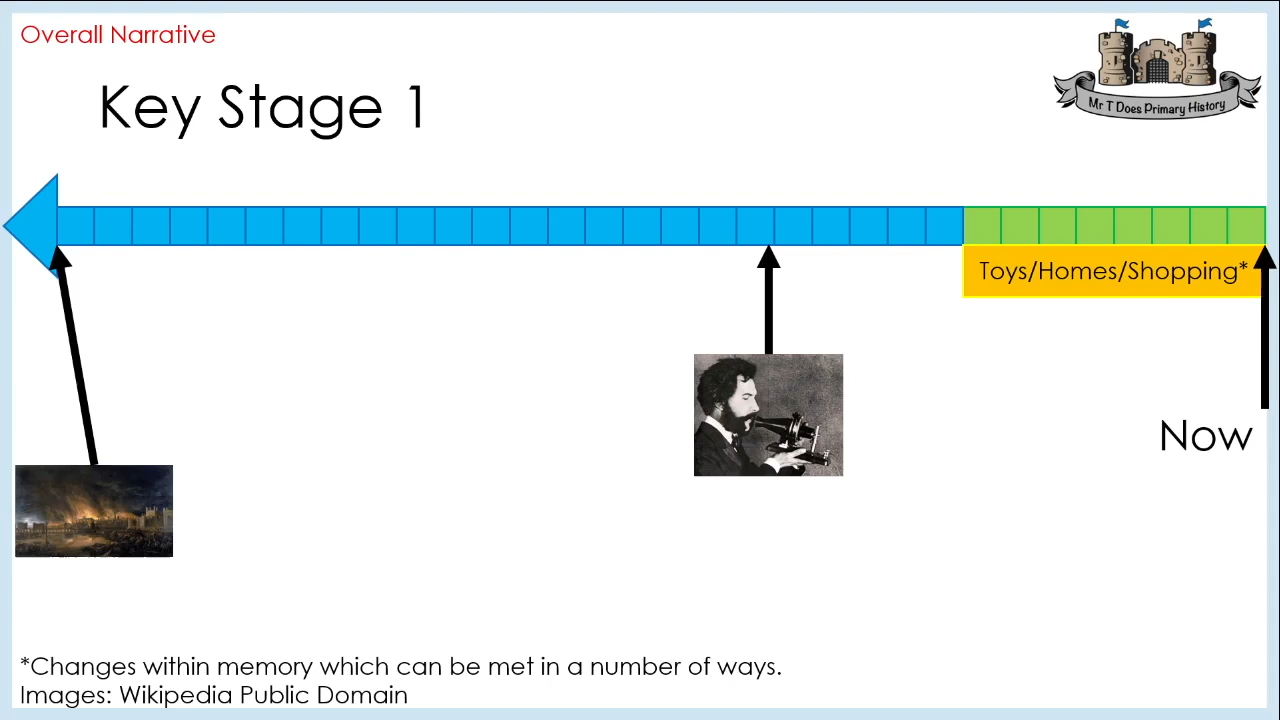 Overall Narrative
Mr T Does Primary History
Key Stage 1
Toys/Homes/Shopping*
Now
*Changes within memory which can be met in a number of ways.
Images: Wikipedia Public Domain